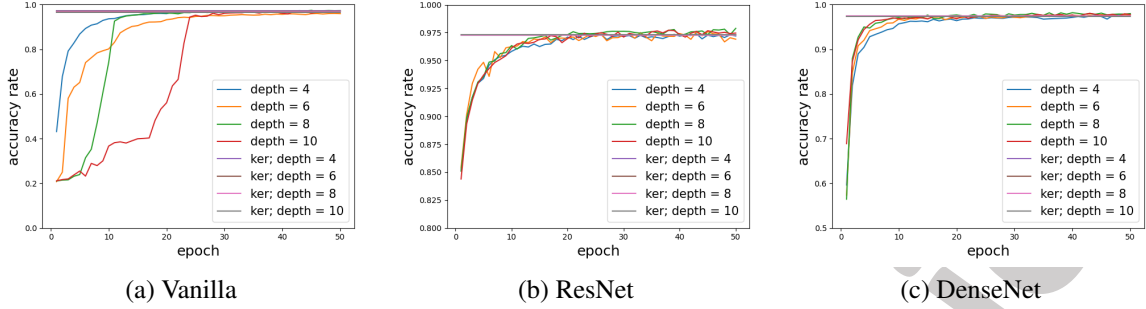 1.0
0.8
0.6
0.4
0.2
0.0
accuracy rate
depth = 4
depth = 6
depth = 8
depth = 10
ker; depth = 4
ker; depth = 6
ker; depth = 8
ker; depth = 10
0 10 20 30 40 50
epoch
(a) Vanilla
1.000
0.975
0.950
0.925
0.900
0.875
0.850
0.825
0.800
accuracy rate
depth = 4
depth = 6
depth = 8
depth = 10
ker; depth = 4
ker; depth = 6
ker; depth = 8
ker; depth = 10
0 10 20 30 40 50
epoch
(b) ResNet
1.0
0.9
0.8
0.7
0.6
0.5
accuracy rate
depth = 4
depth = 6
depth = 8
depth = 10
ker; depth = 4
ker; depth = 6
ker; depth = 8
ker; depth = 10
0 10 20 30 40 50
epoch
(c) DenseNet